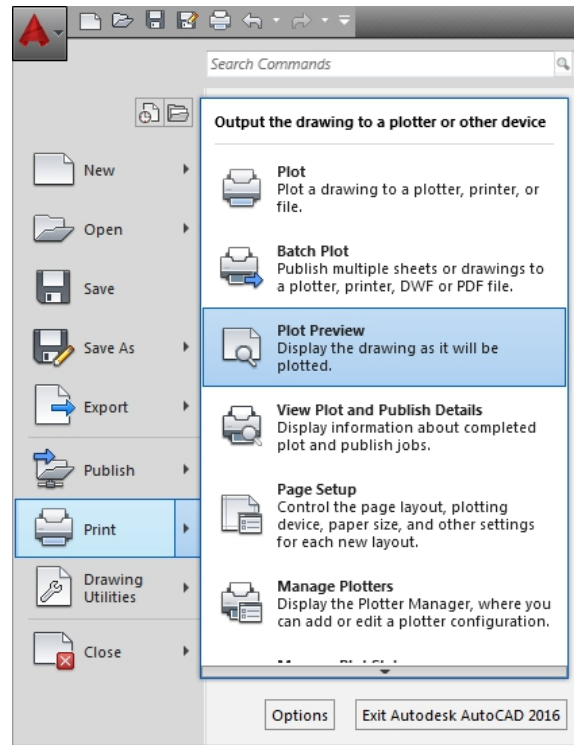 Search Commands
Output the drawing to a plotter or other device
New
Open
Save
Save As
Export
Publish
Print
Drawing
Utilities
Close
Plot
Plot a drawing to a plotter, printer, or
file.
Batch Plot
Publish multiple sheets or drawings to
a plotter, printer, DWF or PDF file.
Plot Preview
Display the drawing as it will be
plotted.
View Plot and Publish Details
Display information about completed
plot and publish jobs.
Page Setup
Control the page layout, plotting
device, paper size, and other settings
for each new layout.
Manage Plotters
Display the Plotter Manager, where you
can add or edit a plotter configuration.
Options
Exit Autodesk AutoCAD 2016